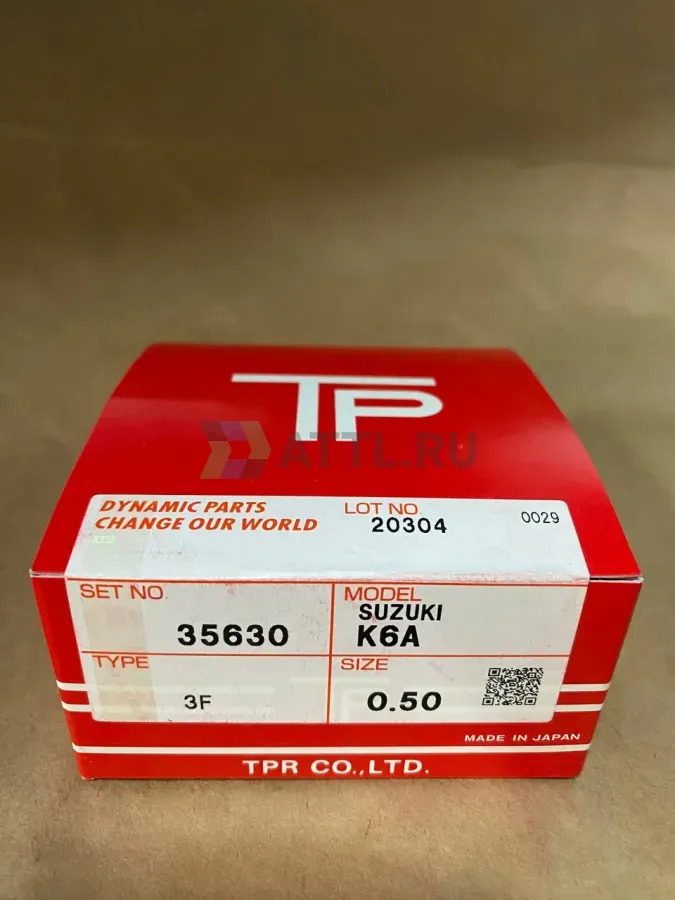 TP
ATTL.RU
DYNAMIC PARTS
CHANGE OUR WORLD
LOT NO.
20304
0029
SET NO.
35630
MODEL
SUZUKI
K6A
TYPE
3F
SIZE
0.50
MADE IN JAPAN
TPR CO.,LTD.